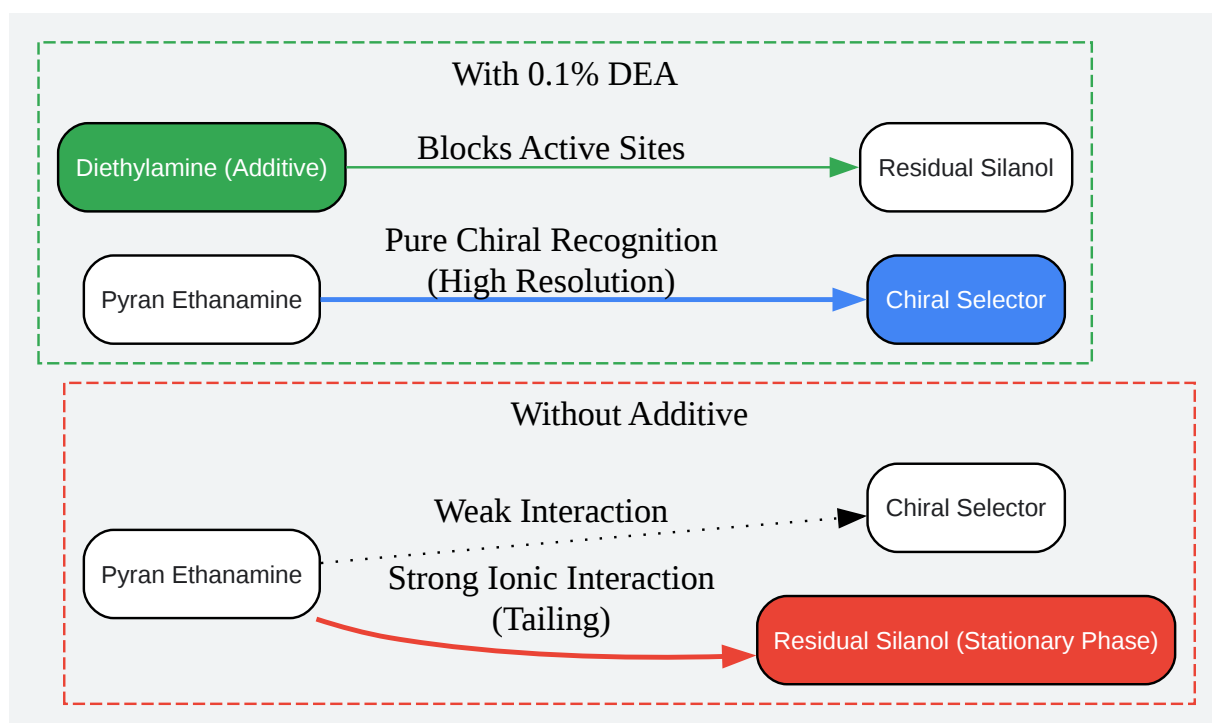 With 0.1% DEA
Diethylamine (Additive)
Blocks Active Sites
Residual Silanol
Pyran Ethanamine
Pure Chiral Recognition
(High Resolution)
Chiral Selector
Without Additive
Pyran Ethanamine
Weak Interaction
Chiral Selector
Strong Ionic Interaction
(Tailing)
Residual Silanol (Stationary Phase)